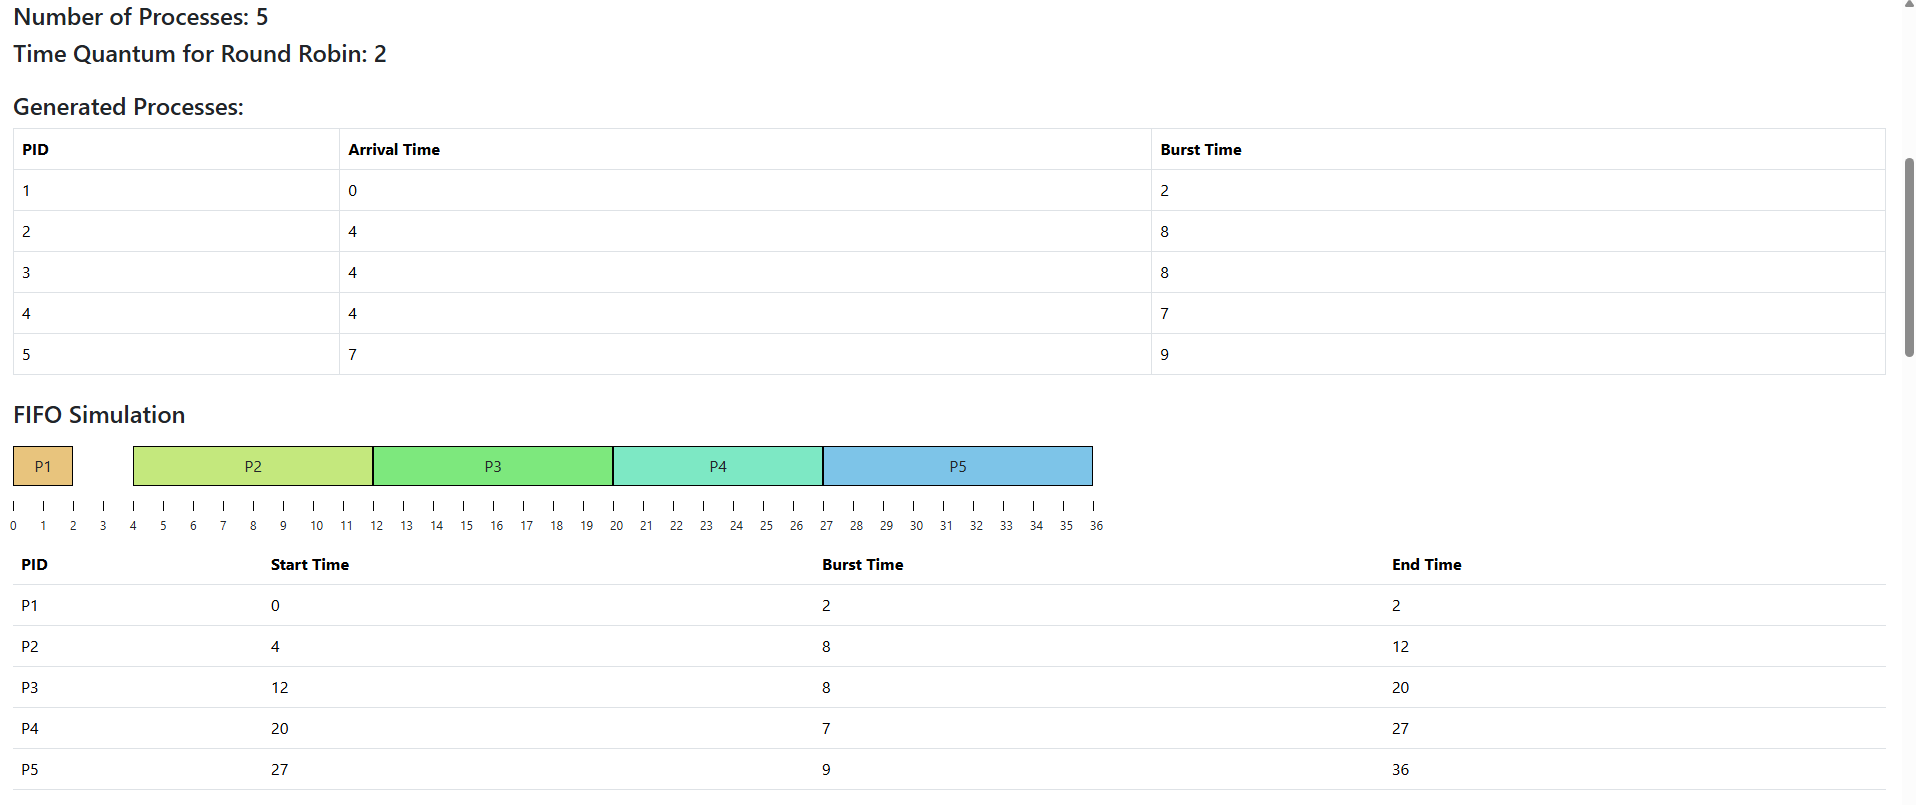 Number of Processes: 5
Time Quantum for Round Robin: 2
Generated Processes:
PID Arrival Time Burst Time
1 0 2
2 4 8
3 4 8
4 4 7
5 7 9
FIFO Simulation
P1 P2 P3 P4 P5
0 1 2 3 4 5 6 7 8 9 10 11 12 13 14 15 16 17 18 19 20 21 22 23 24 25 26 27 28 29 30 31 32 33 34 35 36
PID Start Time Burst Time End Time
P1 0 2 2
P2 4 8 12
P3 12 8 20
P4 20 7 27
P5 27 9 36